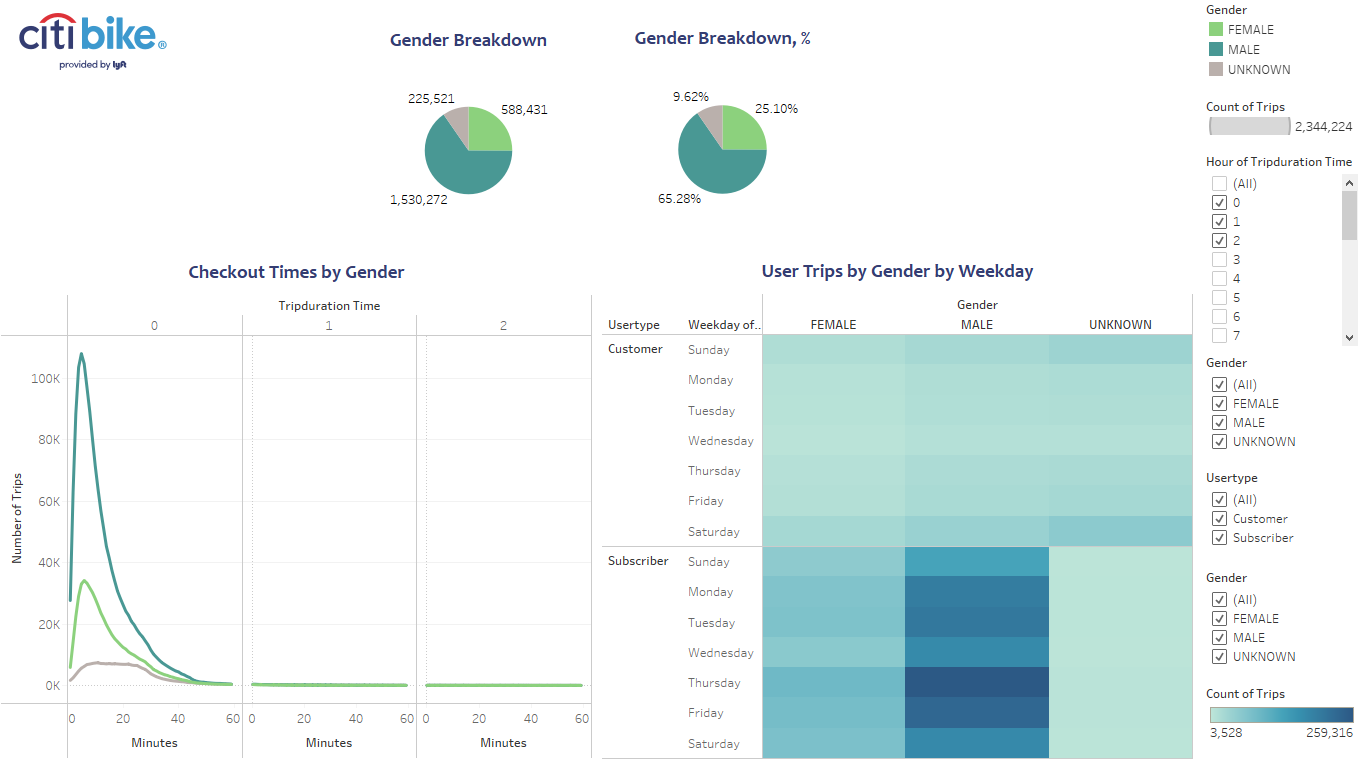 citi bike®
provided by lyft
Gender Breakdown
225,521
588,431
1,530,272
Gender Breakdown, %
9.62%
25.10%
65.28%
Checkout Times by Gender
Tripduration Time
0 1 2
Number of Trips
100K
80K
60K
40K
20K
0K
0 20 40 60 0 20 40 60 0 20 40 60
Minutes Minutes Minutes
User Trips by Gender by Weekday
Gender
Usertype Weekday of.. FEMALE MALE UNKNOWN
Customer Sunday
Monday
Tuesday
Wednesday
Thursday
Friday
Saturday
Subscriber Sunday
Monday
Tuesday
Wednesday
Thursday
Friday
Saturday
Gender
FEMALE
MALE
UNKNOWN
Count of Trips
2,344,224
Hour of Tripduration Time
(All)
0
1
2
3
4
5
6
7
Gender
(All)
FEMALE
MALE
UNKNOWN
Usertype
(All)
Customer
Subscriber
Gender
(All)
FEMALE
MALE
UNKNOWN
Count of Trips
3,528 259,316